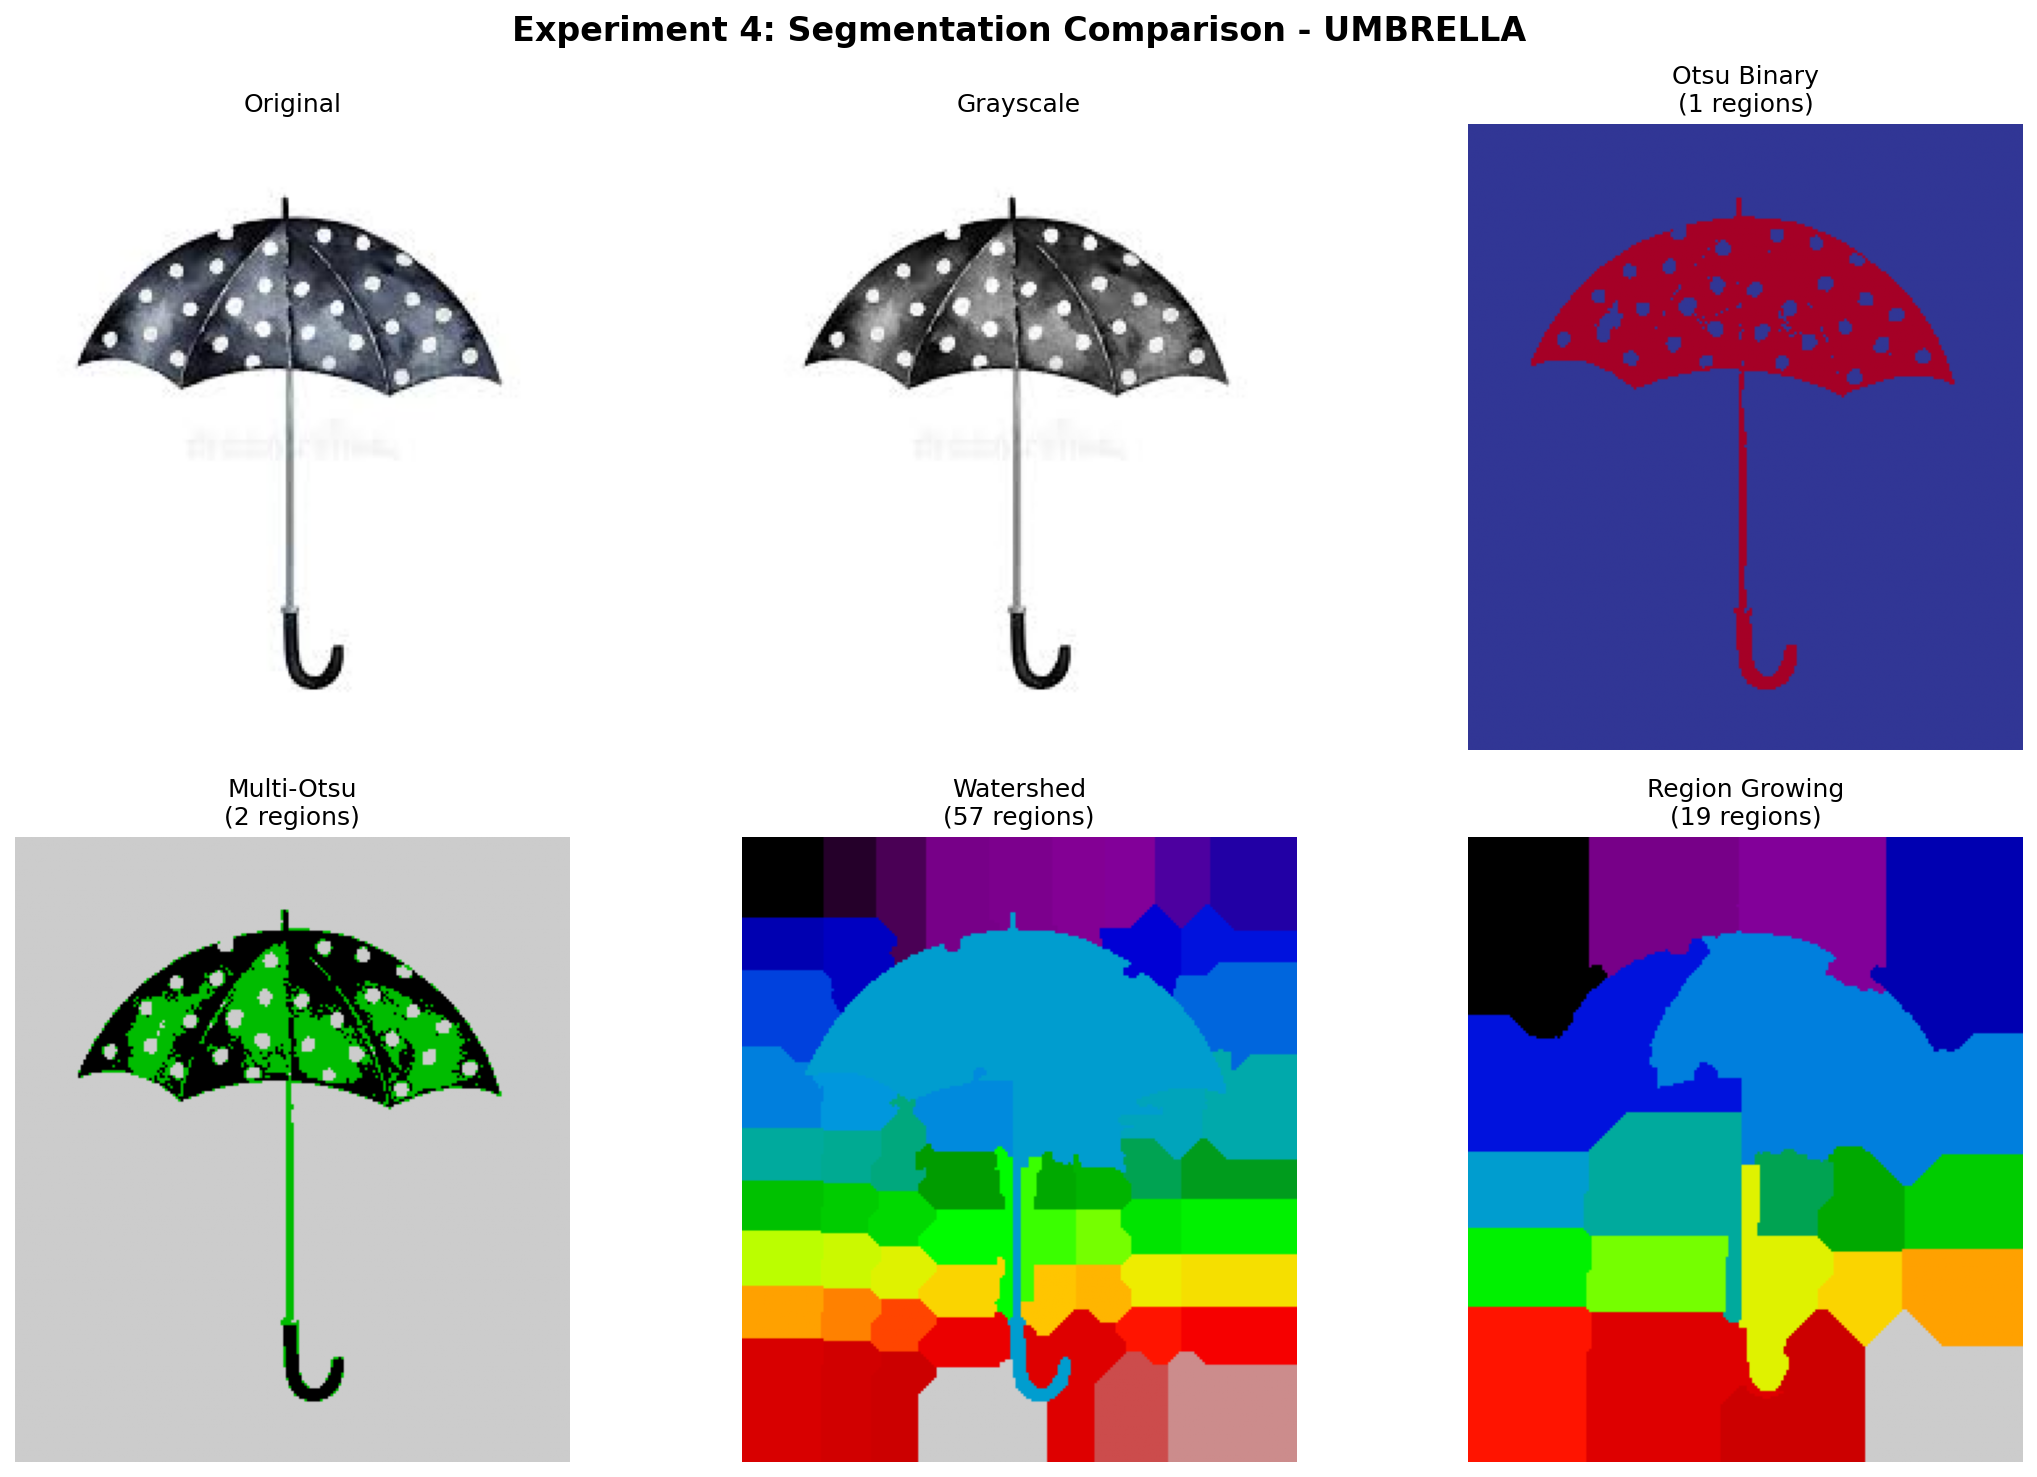 Experiment 4: Segmentation Comparison - UMBRELLA
Original
Grayscale
Otsu Binary
(1 regions)
Multi-Otsu
(2 regions)
Watershed
(57 regions)
Region Growing
(19 regions)